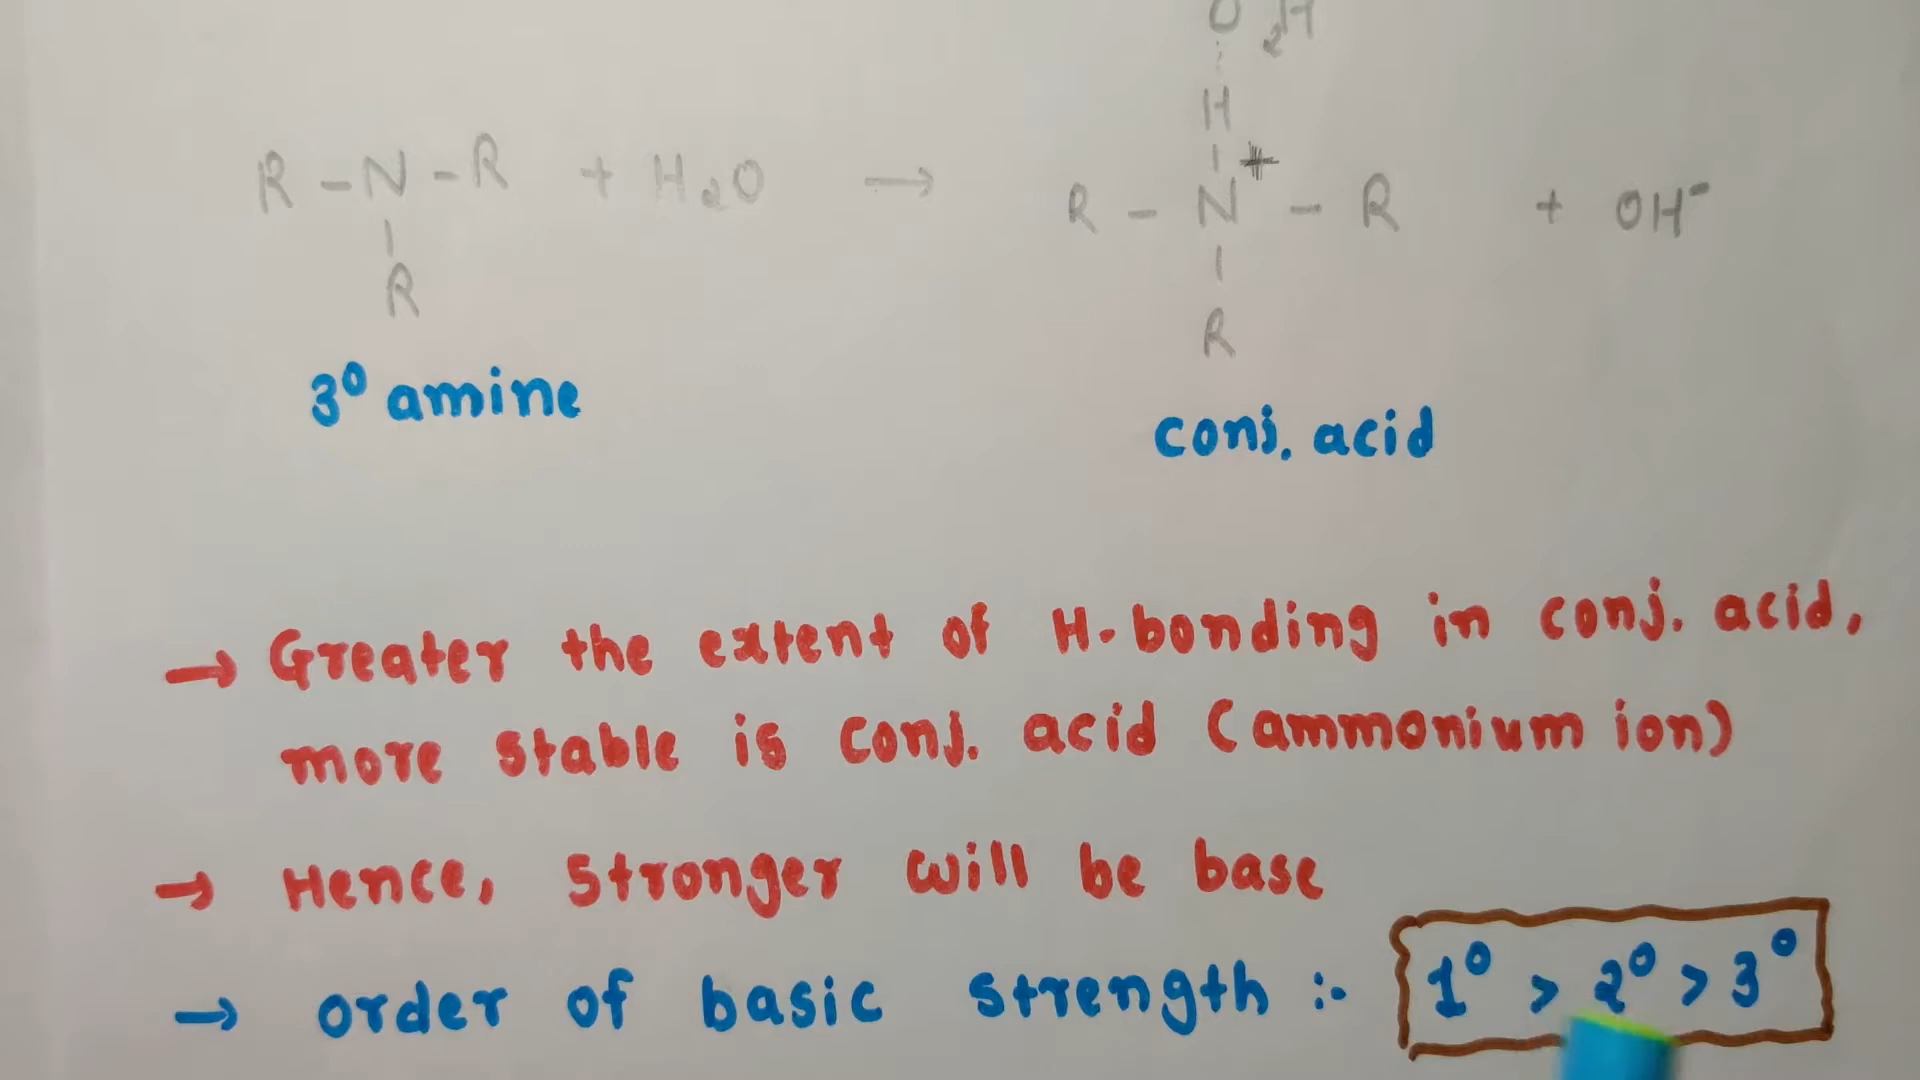 OH2
H
R - N - R + H2O → R - N+ - R + OH-
R
R
3° amine
conj. acid
→ Greater the extent of H-bonding in conj. acid,
more stable is conj. acid (ammonium ion)
→ Hence, stronger will be base
→ order of basic strength :- 1° > 2° > 3°